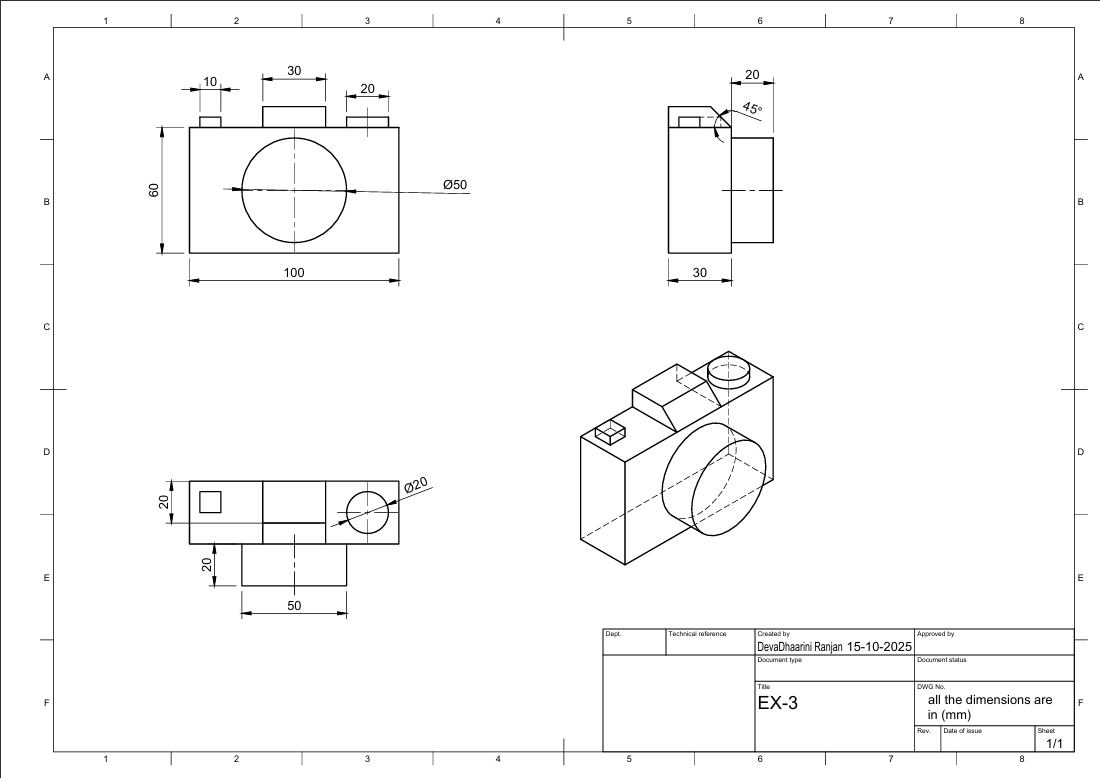 1 2 3 4 5 6 7 8
A A
30
20
10
20
45°
60
Ø50
B B
100
30
C C
D D
20
Ø20
20
E E
50
Dept.
Technical reference
Created by
DevaDhaarini Ranjan 15-10-2025
Approved by
Document type
Document status
Title
EX-3
DWG No.
all the dimensions are
in (mm)
F F
Rev.
Date of issue
Sheet
1/1
1 2 3 4 5 6 7 8